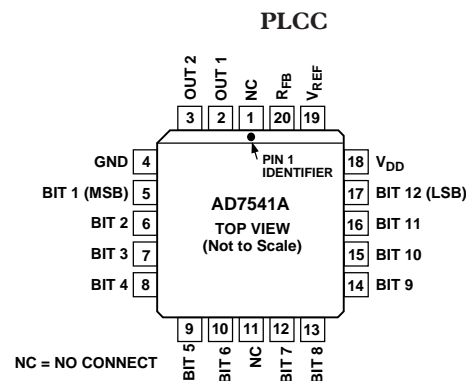 PLCC
OUT 2
OUT 1
NC
RFB
VREF
3 2 1 20 19
PIN 1
IDENTIFIER
GND 4
BIT 1 (MSB) 5
BIT 2 6
BIT 3 7
BIT 4 8
AD7541A
TOP VIEW
(Not to Scale)
18 VDD
17 BIT 12 (LSB)
16 BIT 11
15 BIT 10
14 BIT 9
9 10 11 12 13
BIT 5
BIT 6
NC
BIT 7
BIT 8
NC = NO CONNECT